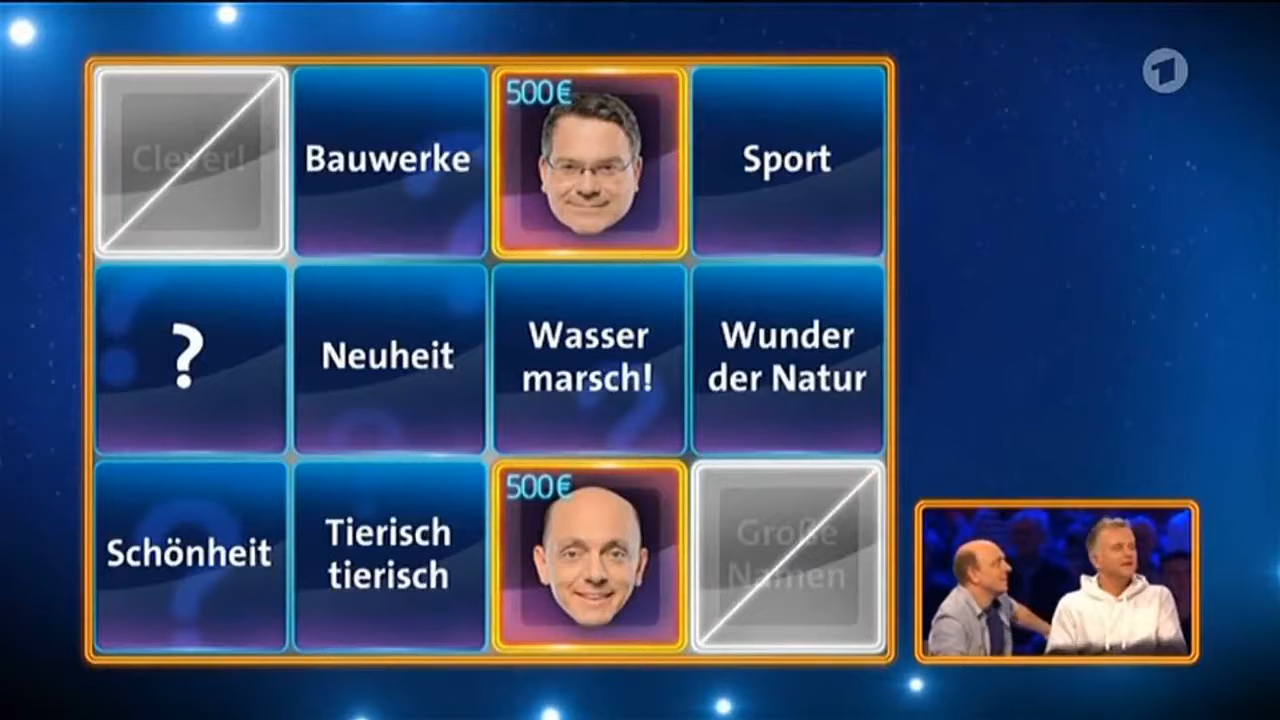 Clever!
Bauwerke
500€
Sport
?
Neuheit
Wasser
marsch!
Wunder
der Natur
Schönheit
Tierisch
tierisch
500€
Große
Namen
1